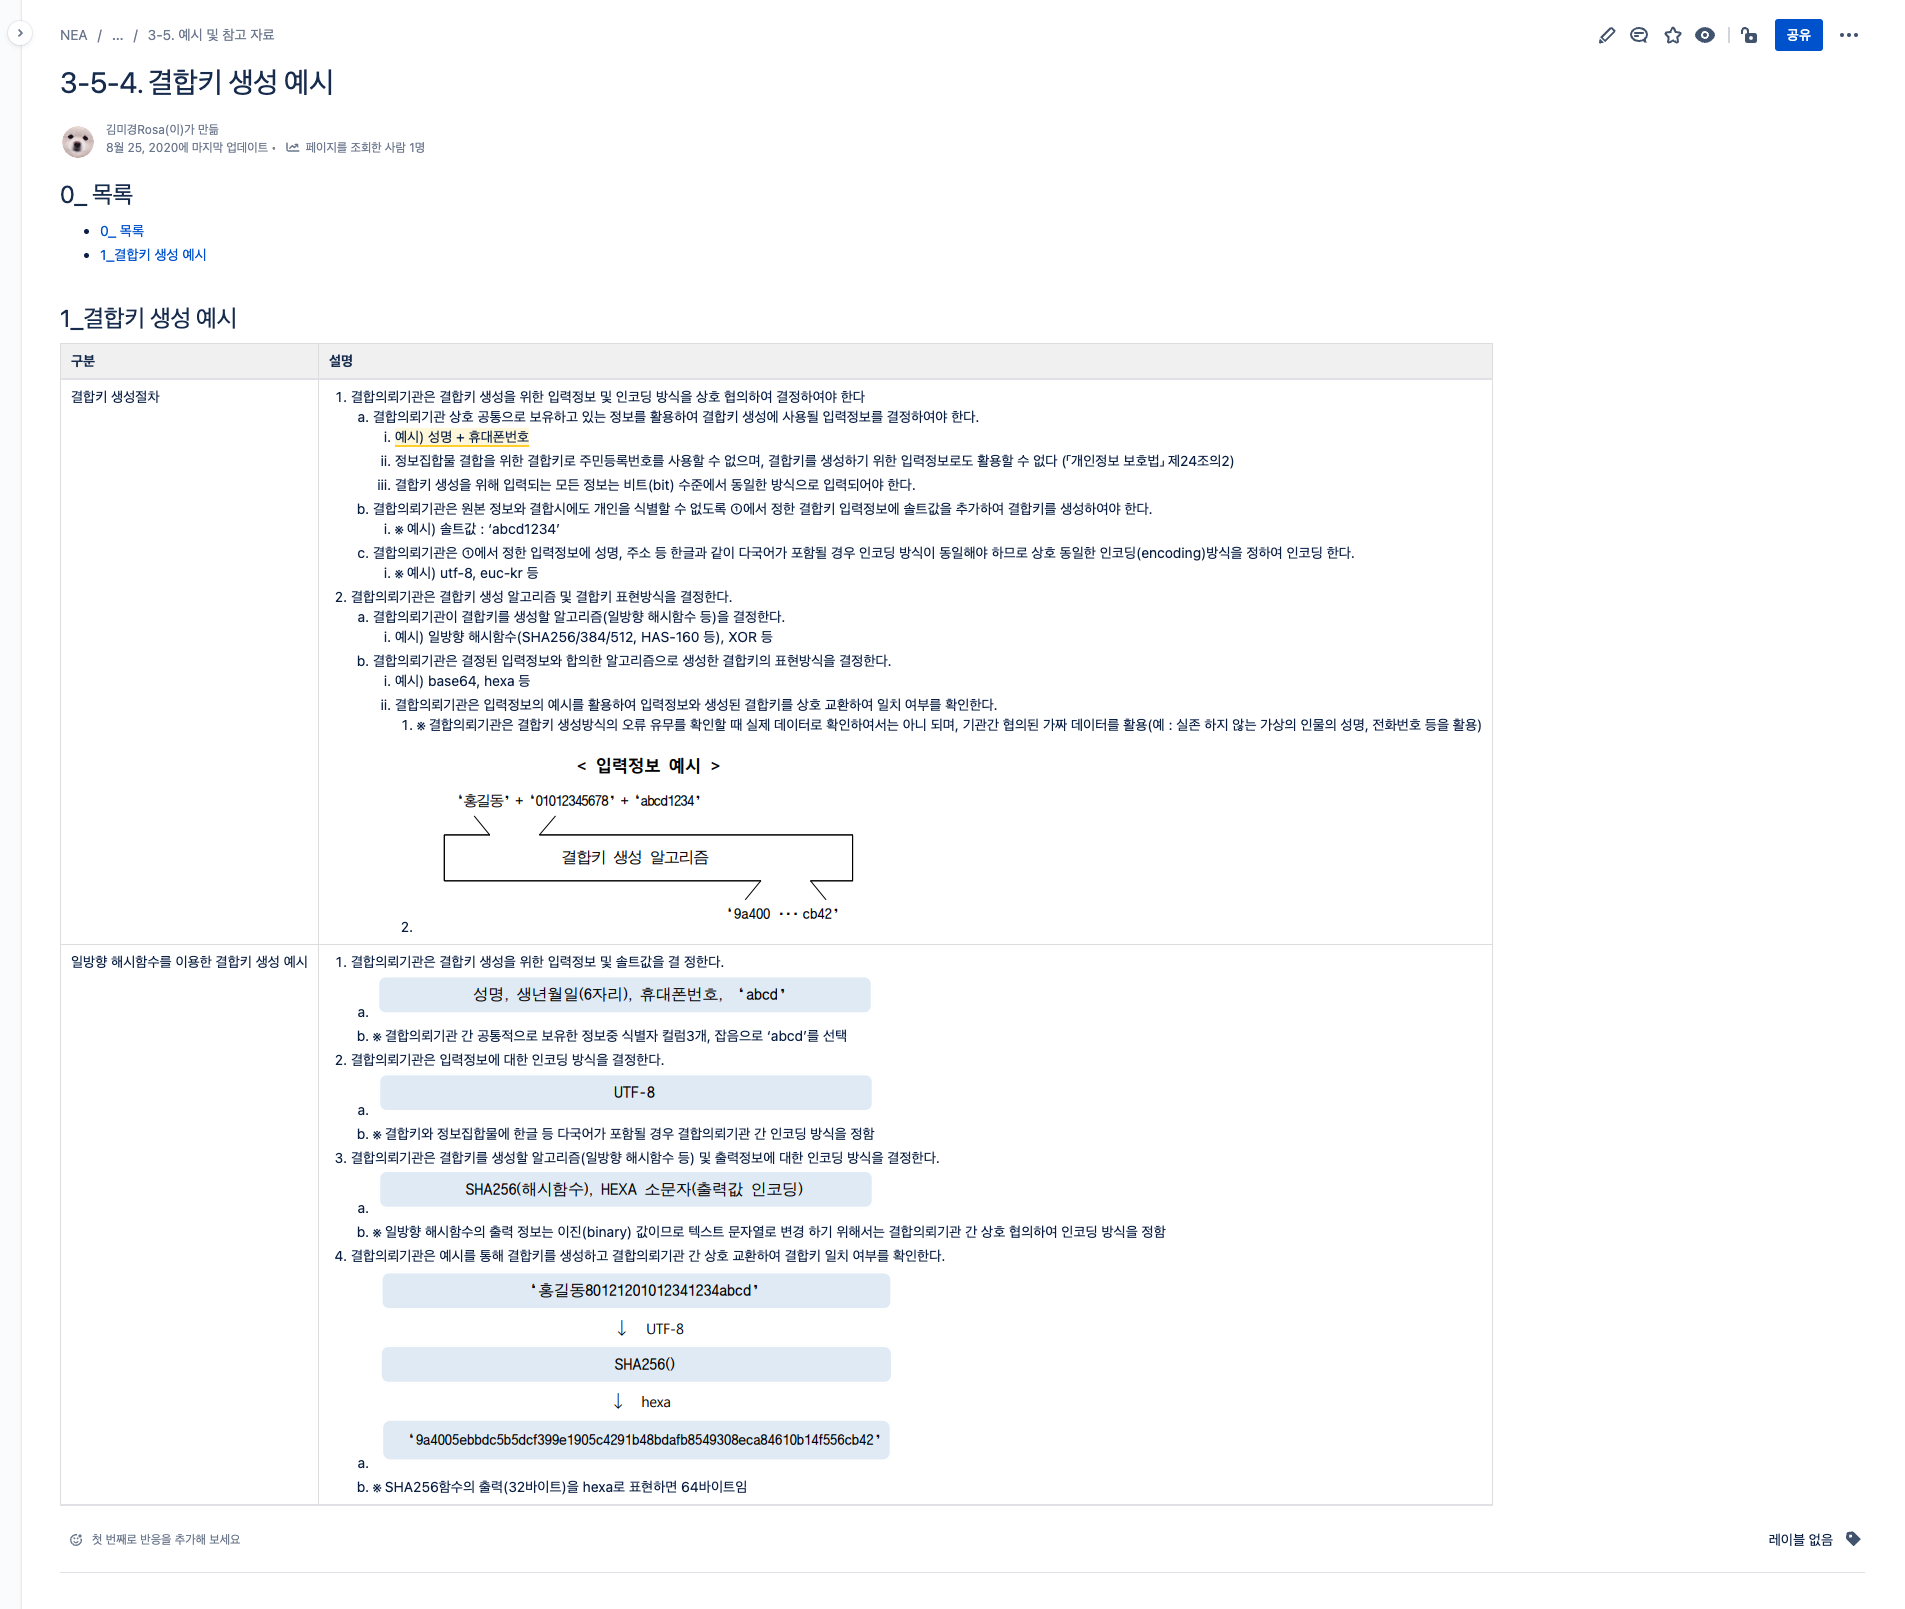 NEA / ... / 3-5. 예시 및 참고 자료
공유
3-5-4. 결합키 생성 예시
김미경Rosa(이)가 만듦
8월 25, 2020에 마지막 업데이트 • 페이지를 조회한 사람 1명
0_ 목록
• 0_ 목록
• 1_결합키 생성 예시
1_결합키 생성 예시
구분 설명
결합키 생성절차
1. 결합의뢰기관은 결합키 생성을 위한 입력정보 및 인코딩 방식을 상호 협의하여 결정하여야 한다
a. 결합의뢰기관 상호 공통으로 보유하고 있는 정보를 활용하여 결합키 생성에 사용될 입력정보를 결정하여야 한다.
i. 예시) 성명 + 휴대폰번호
ii. 정보집합물 결합을 위한 결합키로 주민등록번호를 사용할 수 없으며, 결합키를 생성하기 위한 입력정보로도 활용할 수 없다 (「개인정보 보호법」 제24조의2)
iii. 결합키 생성을 위해 입력되는 모든 정보는 비트(bit) 수준에서 동일한 방식으로 입력되어야 한다.
b. 결합의뢰기관은 원본 정보와 결합시에도 개인을 식별할 수 없도록 ①에서 정한 결합키 입력정보에 솔트값을 추가하여 결합키를 생성하여야 한다.
i. ※ 예시) 솔트값 : ‘abcd1234’
c. 결합의뢰기관은 ①에서 정한 입력정보에 성명, 주소 등 한글과 같이 다국어가 포함될 경우 인코딩 방식이 동일해야 하므로 상호 동일한 인코딩(encoding)방식을 정하여 인코딩 한다.
i. ※ 예시) utf-8, euc-kr 등
2. 결합의뢰기관은 결합키 생성 알고리즘 및 결합키 표현방식을 결정한다.
a. 결합의뢰기관이 결합키를 생성할 알고리즘(일방향 해시함수 등)을 결정한다.
i. 예시) 일방향 해시함수(SHA256/384/512, HAS-160 등), XOR 등
b. 결합의뢰기관은 결정된 입력정보와 합의한 알고리즘으로 생성한 결합키의 표현방식을 결정한다.
i. 예시) base64, hexa 등
ii. 결합의뢰기관은 입력정보의 예시를 활용하여 입력정보와 생성된 결합키를 상호 교환하여 일치 여부를 확인한다.
1. ※ 결합의뢰기관은 결합키 생성방식의 오류 유무를 확인할 때 실제 데이터로 확인하여서는 아니 되며, 기관간 협의된 가짜 데이터를 활용(예 : 실존 하지 않는 가상의 인물의 성명, 전화번호 등을 활용)
< 입력정보 예시 >
‘홍길동’ + ‘01012345678’ + ‘abcd1234’
결합키 생성 알고리즘
‘9a400 ··· cb42’
2.
일방향 해시함수를 이용한 결합키 생성 예시
1. 결합의뢰기관은 결합키 생성을 위한 입력정보 및 솔트값을 결 정한다.
성명, 생년월일(6자리), 휴대폰번호, ‘abcd’
a.
b. ※ 결합의뢰기관 간 공통적으로 보유한 정보중 식별자 컬럼3개, 잡음으로 ‘abcd’를 선택
2. 결합의뢰기관은 입력정보에 대한 인코딩 방식을 결정한다.
UTF-8
a.
b. ※ 결합키와 정보집합물에 한글 등 다국어가 포함될 경우 결합의뢰기관 간 인코딩 방식을 정함
3. 결합의뢰기관은 결합키를 생성할 알고리즘(일방향 해시함수 등) 및 출력정보에 대한 인코딩 방식을 결정한다.
SHA256(해시함수), HEXA 소문자(출력값 인코딩)
a.
b. ※ 일방향 해시함수의 출력 정보는 이진(binary) 값이므로 텍스트 문자열로 변경 하기 위해서는 결합의뢰기관 간 상호 협의하여 인코딩 방식을 정함
4. 결합의뢰기관은 예시를 통해 결합키를 생성하고 결합의뢰기관 간 상호 교환하여 결합키 일치 여부를 확인한다.
‘홍길동80121201012341234abcd’
↓ UTF-8
SHA256()
↓ hexa
‘9a4005ebbdc5b5dcf399e1905c4291b48bdafb8549308eca84610b14f556cb42’
a.
b. ※ SHA256함수의 출력(32바이트)을 hexa로 표현하면 64바이트임
첫 번째로 반응을 추가해 보세요
레이블 없음